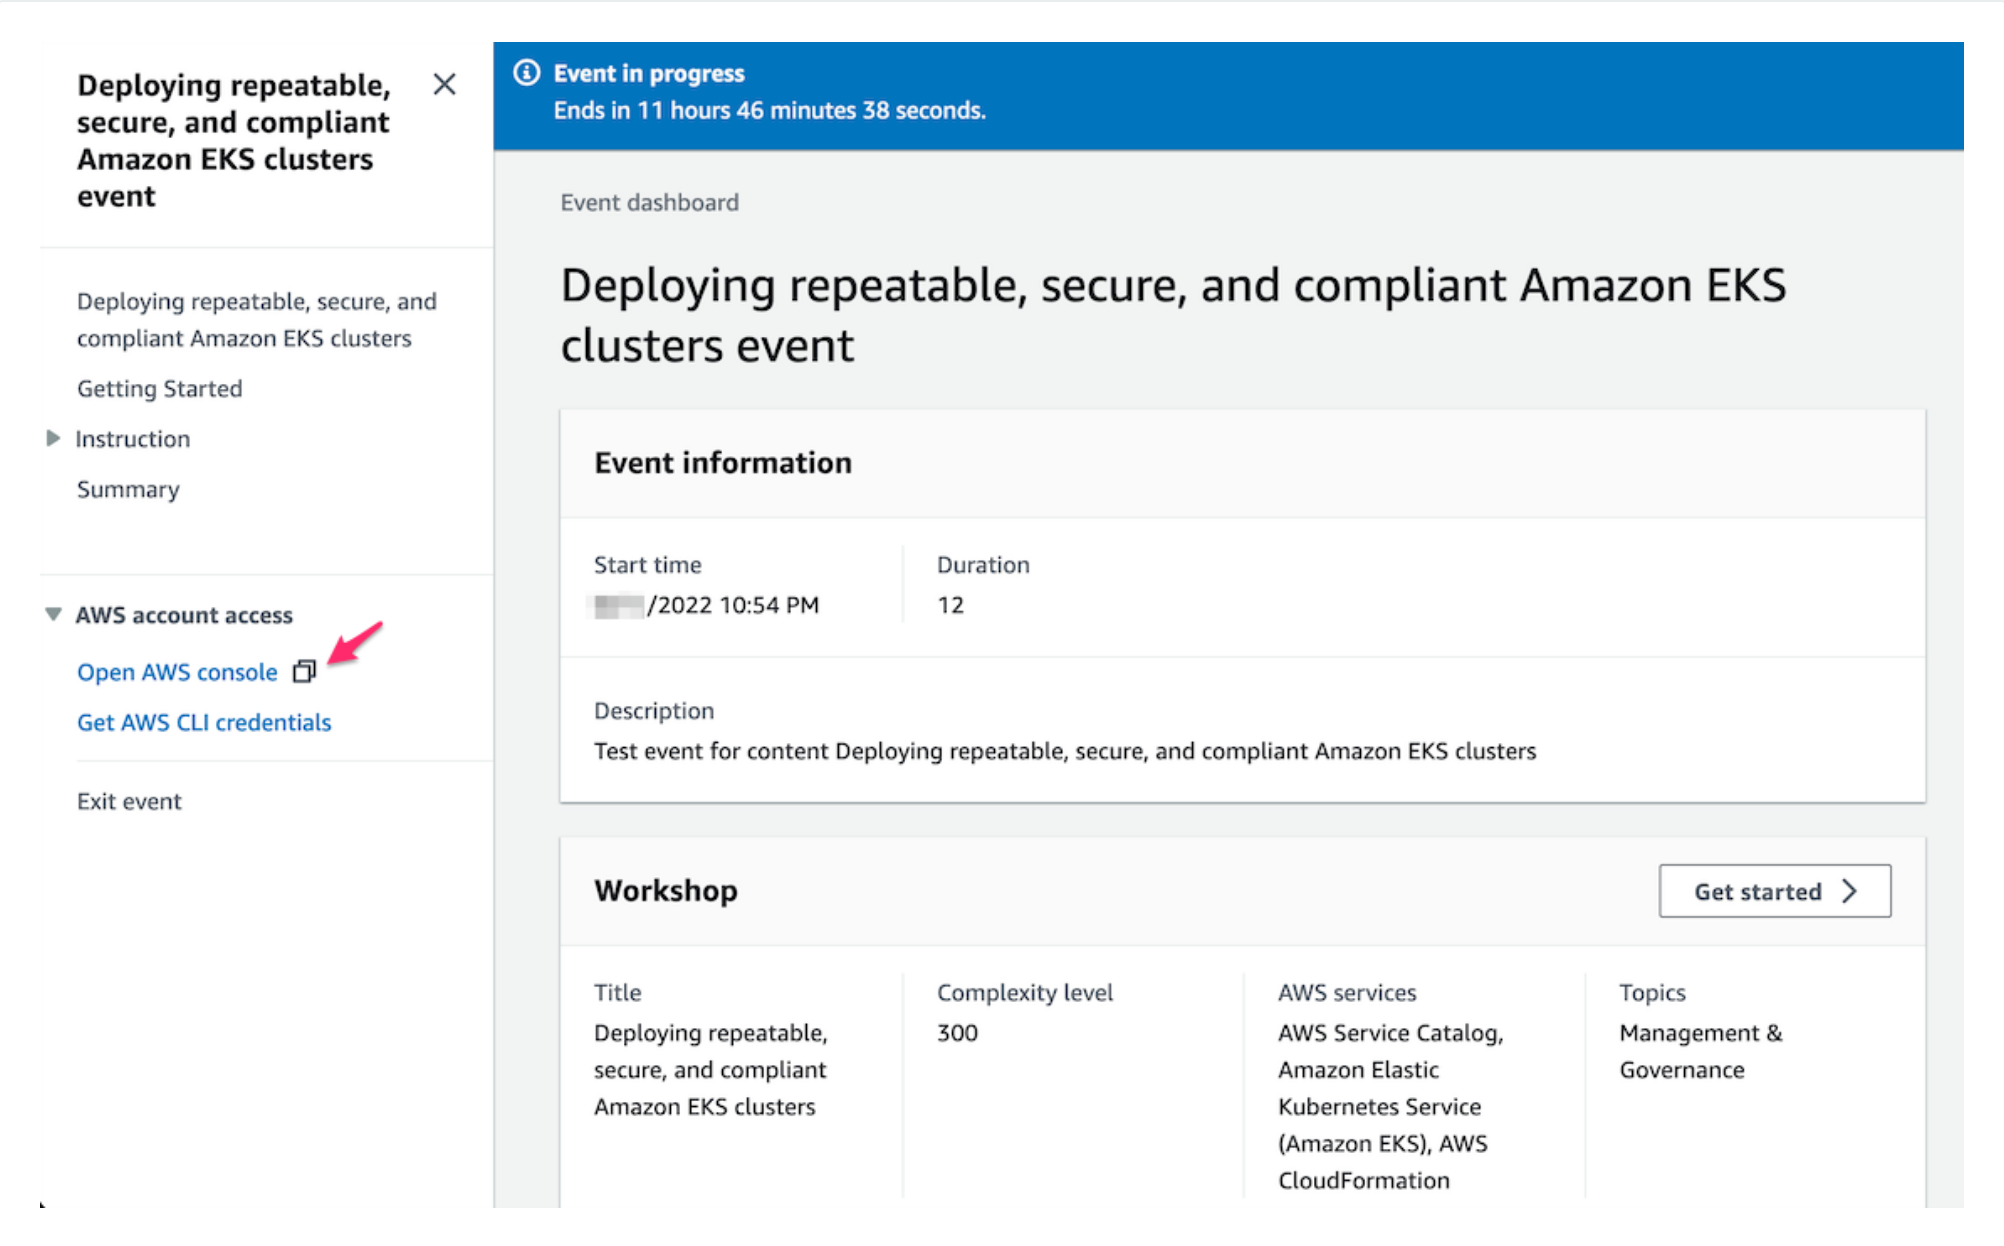 Deploying repeatable,
secure, and compliant
Amazon EKS clusters
event
Deploying repeatable, secure, and
compliant Amazon EKS clusters
Getting Started
Instruction
Summary
AWS account access
Open AWS console
Get AWS CLI credentials
Exit event
Event in progress
Ends in 11 hours 46 minutes 38 seconds.
Event dashboard
Deploying repeatable, secure, and compliant Amazon EKS
clusters event
Event information
Start time
/2022 10:54 PM
Duration
12
Description
Test event for content Deploying repeatable, secure, and compliant Amazon EKS clusters
Workshop
Get started
Title
Deploying repeatable,
secure, and compliant
Amazon EKS clusters
Complexity level
300
AWS services
AWS Service Catalog,
Amazon Elastic
Kubernetes Service
(Amazon EKS), AWS
CloudFormation
Topics
Management &
Governance